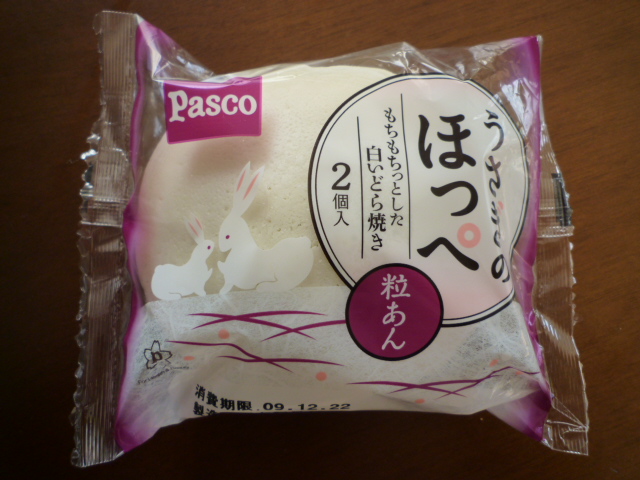 Pasco
うさぎの
ほっぺ
もちもちっとした
白いどら焼き
2個入
粒あん
消費期限 09.12.22
製